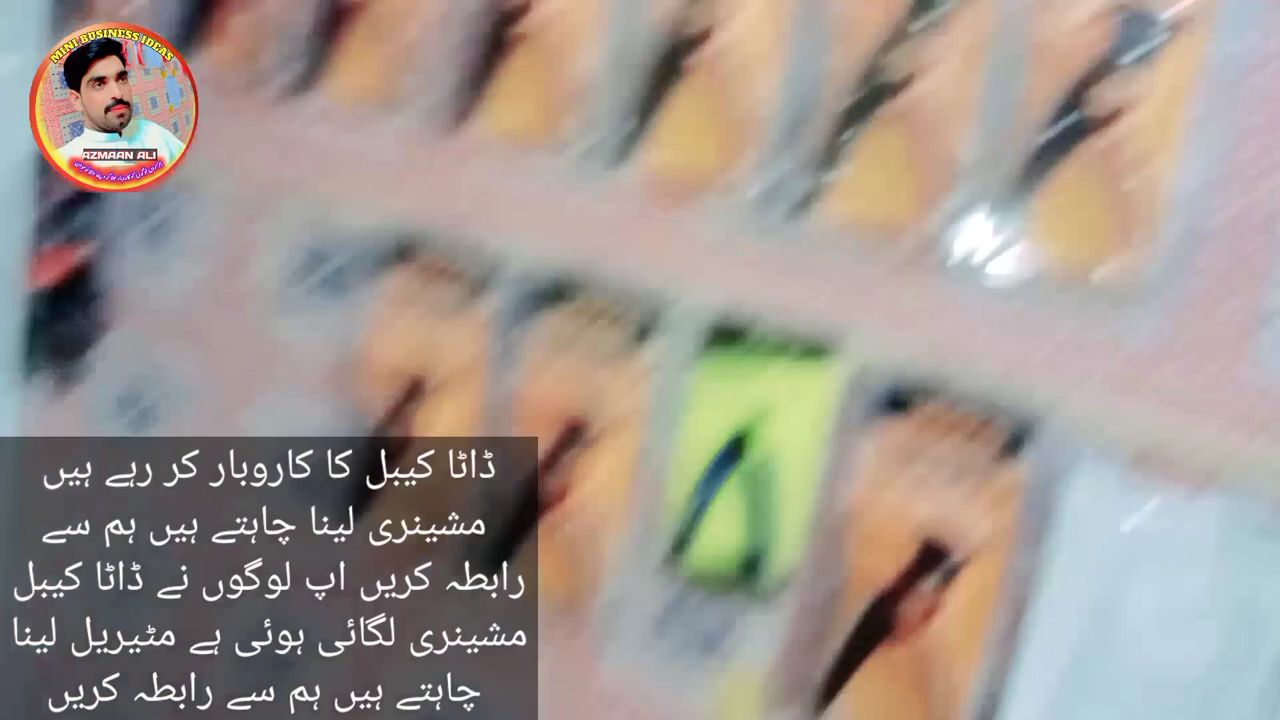 MINI BUSINESS IDEAS
AZMAAN ALI
ڈاٹا کیبل کا کاروبار کر رہے ہیں
مشینری لینا چاہتے ہیں ہم سے
رابطہ کریں اپ لوگوں نے ڈاٹا کیبل
مشینری لگائی ہوئی ہے مٹیریل لینا
چاہتے ہیں ہم سے رابطہ کریں